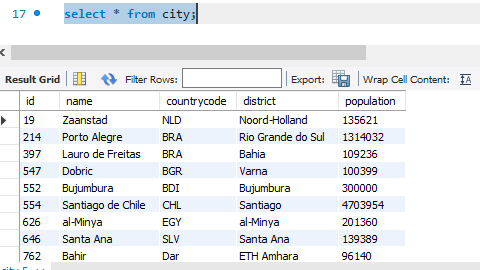 17 select * from city;
Result Grid Filter Rows: Export: Wrap Cell Content: IA
id name countrycode district population
19 Zaanstad NLD Noord-Holland 135621
214 Porto Alegre BRA Rio Grande do Sul 1314032
397 Lauro de Freitas BRA Bahia 109236
547 Dobric BGR Varna 100399
552 Bujumbura BDI Bujumbura 300000
554 Santiago de Chile CHL Santiago 4703954
626 al-Minya EGY al-Minya 201360
646 Santa Ana SLV Santa Ana 139389
762 Bahir Dar ETH Amhara 96140